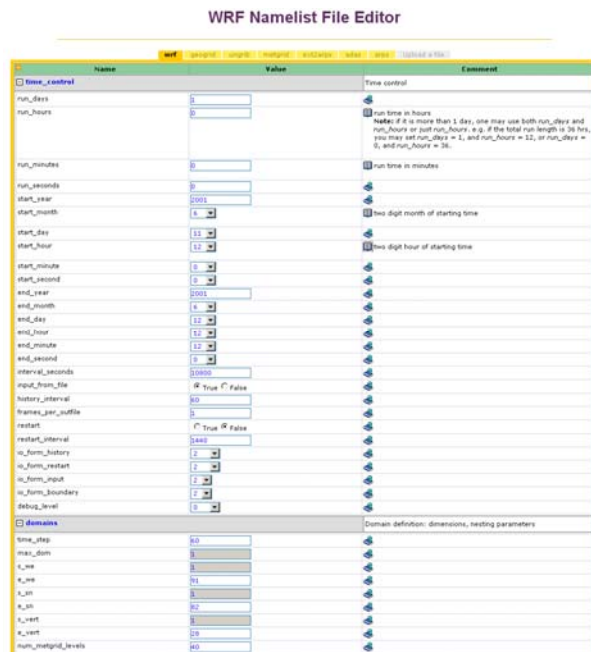 WRF Namelist File Editor
wrf geogrid ungrib metgrid ext2arps adas arps Upload a file
Name Value Comment
time_control Time control
run_days 1
run_hours 0 run time in hours
Note: if it is more than 1 day, one may use both run_days and
run_hours or just run_hours. e.g. if the total run length is 36 hrs,
you may set run_days = 1, and run_hours = 12, or run_days =
0, and run_hours = 36.
run_minutes 0 run time in minutes
run_seconds 0
start_year 2001
start_month 6 two digit month of starting time
start_day 11
start_hour 12 two digit hour of starting time
start_minute 0
start_second 0
end_year 2001
end_month 6
end_day 12
end_hour 12
end_minute 12
end_second 0
interval_seconds 10800
input_from_file True False
history_interval 60
frames_per_outfile 1
restart True False
restart_interval 1440
io_form_history 2
io_form_restart 2
io_form_input 2
io_form_boundary 2
debug_level 0
domains Domain definition: dimensions, nesting parameters
time_step 60
max_dom 1
s_we 1
e_we 91
s_sn 1
e_sn 82
s_vert 1
e_vert 28
num_metgrid_levels 40